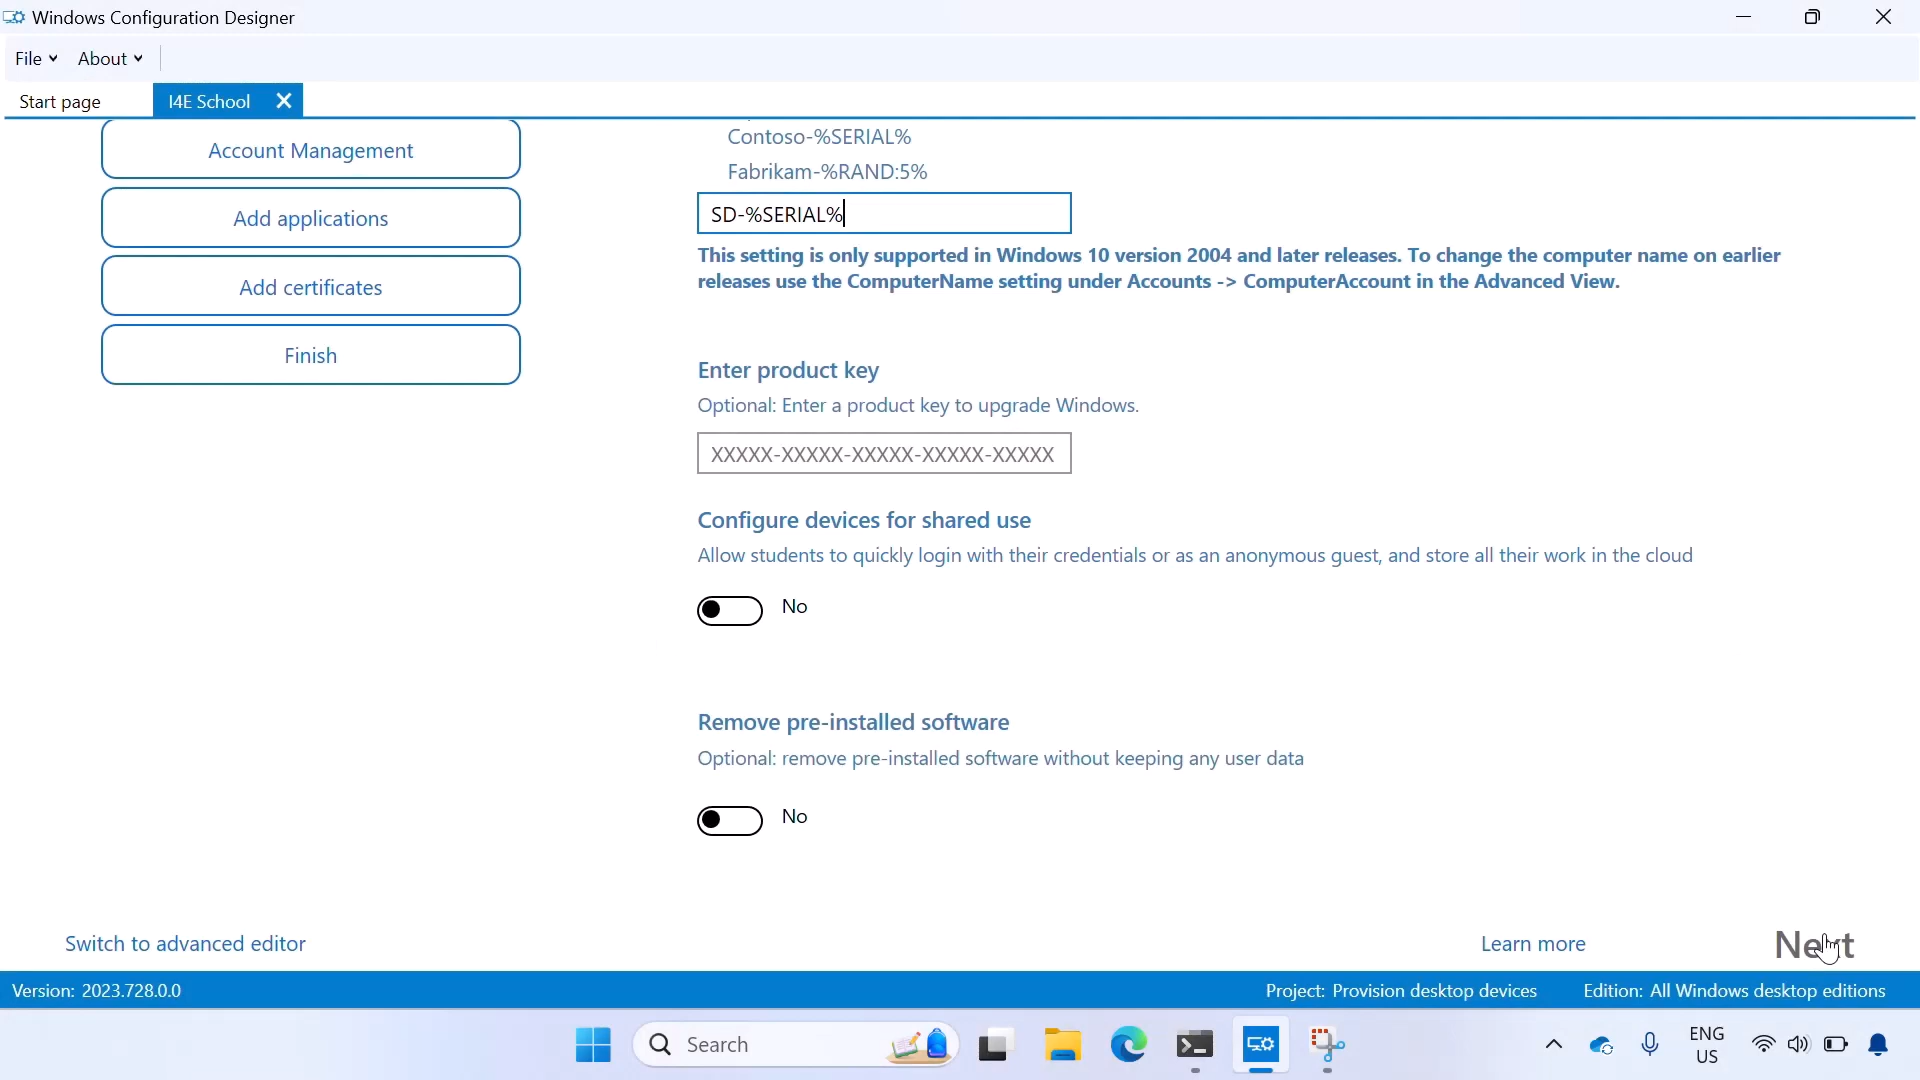 Windows Configuration Designer
File About
Start page I4E School
Account Management
Add applications
Add certificates
Finish
Contoso-%SERIAL%
Fabrikam-%RAND:5%
SD-%SERIAL%
This setting is only supported in Windows 10 version 2004 and later releases. To change the computer name on earlier
releases use the ComputerName setting under Accounts -> ComputerAccount in the Advanced View.
Enter product key
Optional: Enter a product key to upgrade Windows.
XXXXX-XXXXX-XXXXX-XXXXX-XXXXX
Configure devices for shared use
Allow students to quickly login with their credentials or as an anonymous guest, and store all their work in the cloud
No
Remove pre-installed software
Optional: remove pre-installed software without keeping any user data
No
Switch to advanced editor Learn more Next
Version: 2023.728.0.0 Project: Provision desktop devices Edition: All Windows desktop editions
Search
ENG
US